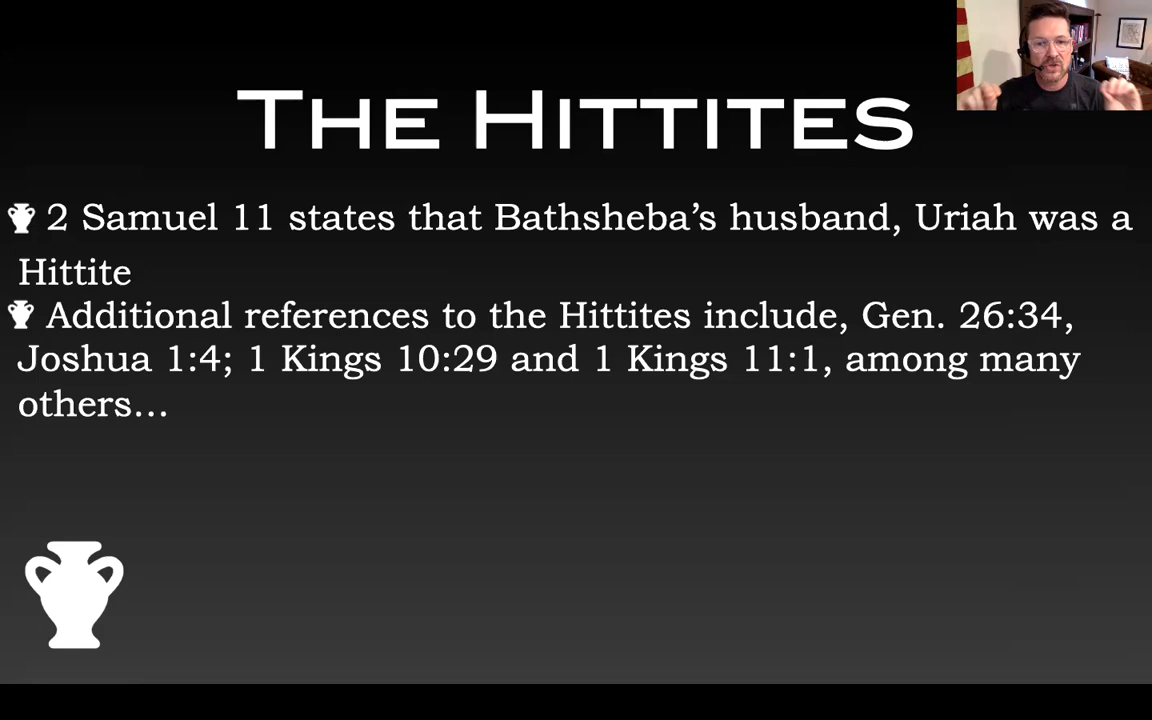 THE HITTITES
2 Samuel 11 states that Bathsheba’s husband, Uriah was a
Hittite
Additional references to the Hittites include, Gen. 26:34,
Joshua 1:4; 1 Kings 10:29 and 1 Kings 11:1, among many
others…